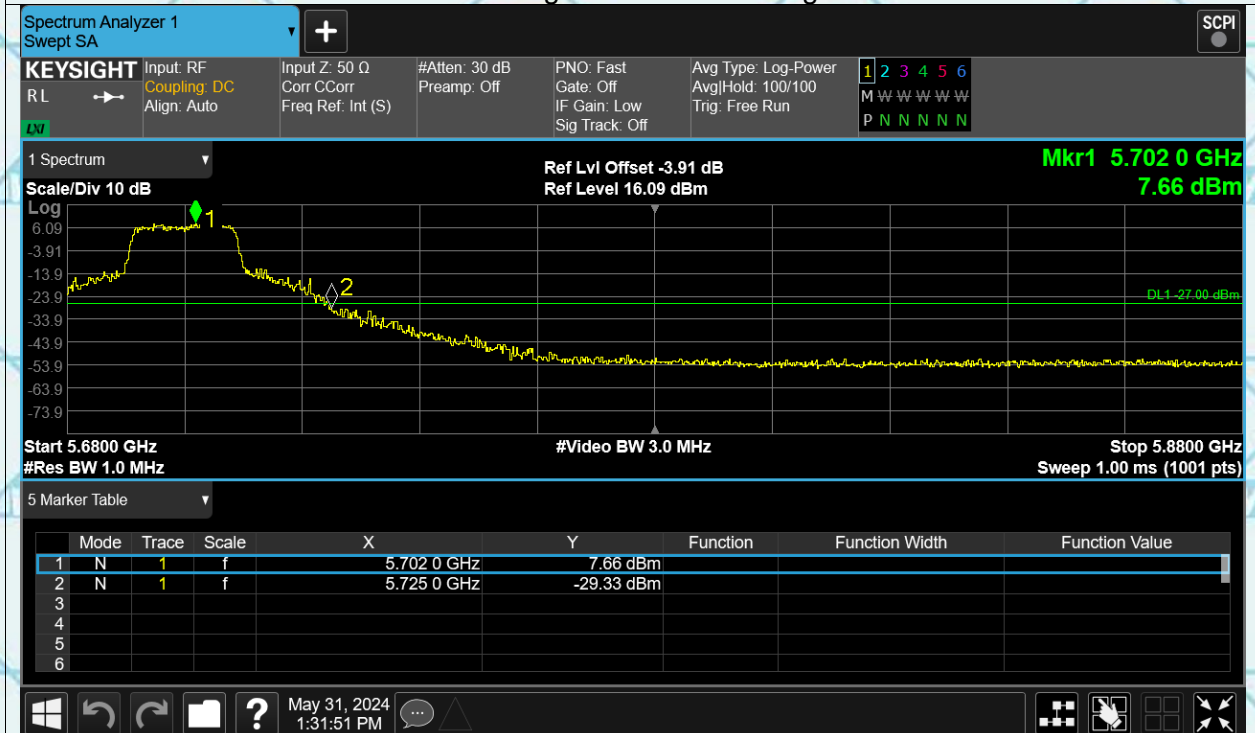 Spectrum Analyzer 1
Swept SA
+
SCPI
KEYSIGHT Input: RF Input Z: 50 Ω #Atten: 30 dB PNO: Fast Avg Type: Log-Power 1 2 3 4 5 6
R L Coupling: DC Corr CCorr Preamp: Off Gate: Off Avg|Hold: 100/100 M W W W W W
Align: Auto Freq Ref: Int (S) IF Gain: Low Trig: Free Run P N N N N N
LXI Sig Track: Off
1 Spectrum Ref Lvl Offset -3.91 dB Mkr1 5.702 0 GHz
Scale/Div 10 dB Ref Level 16.09 dBm 7.66 dBm
Log
1
6.09
-3.91
-13.9
2
-23.9
DL1 -27.00 dBm
-33.9
-43.9
-53.9
-63.9
-73.9
Start 5.6800 GHz #Video BW 3.0 MHz Stop 5.8800 GHz
#Res BW 1.0 MHz Sweep 1.00 ms (1001 pts)
5 Marker Table
Mode Trace Scale X Y Function Function Width Function Value
1 N 1 f 5.702 0 GHz 7.66 dBm
2 N 1 f 5.725 0 GHz -29.33 dBm
3
4
5
6
? May 31, 2024
1:31:51 PM